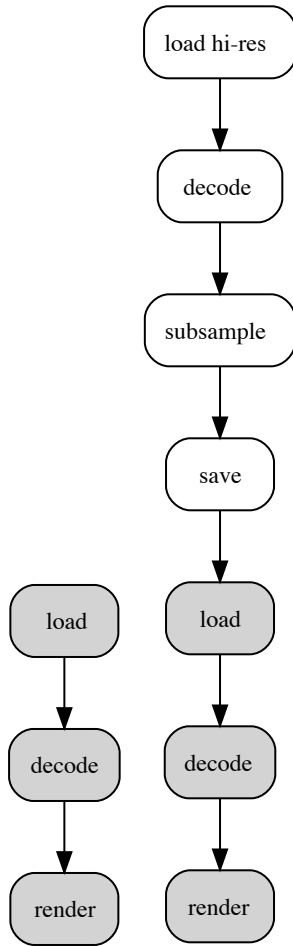 load hi-res
decode
subsample
save
load
load
decode
decode
render
render